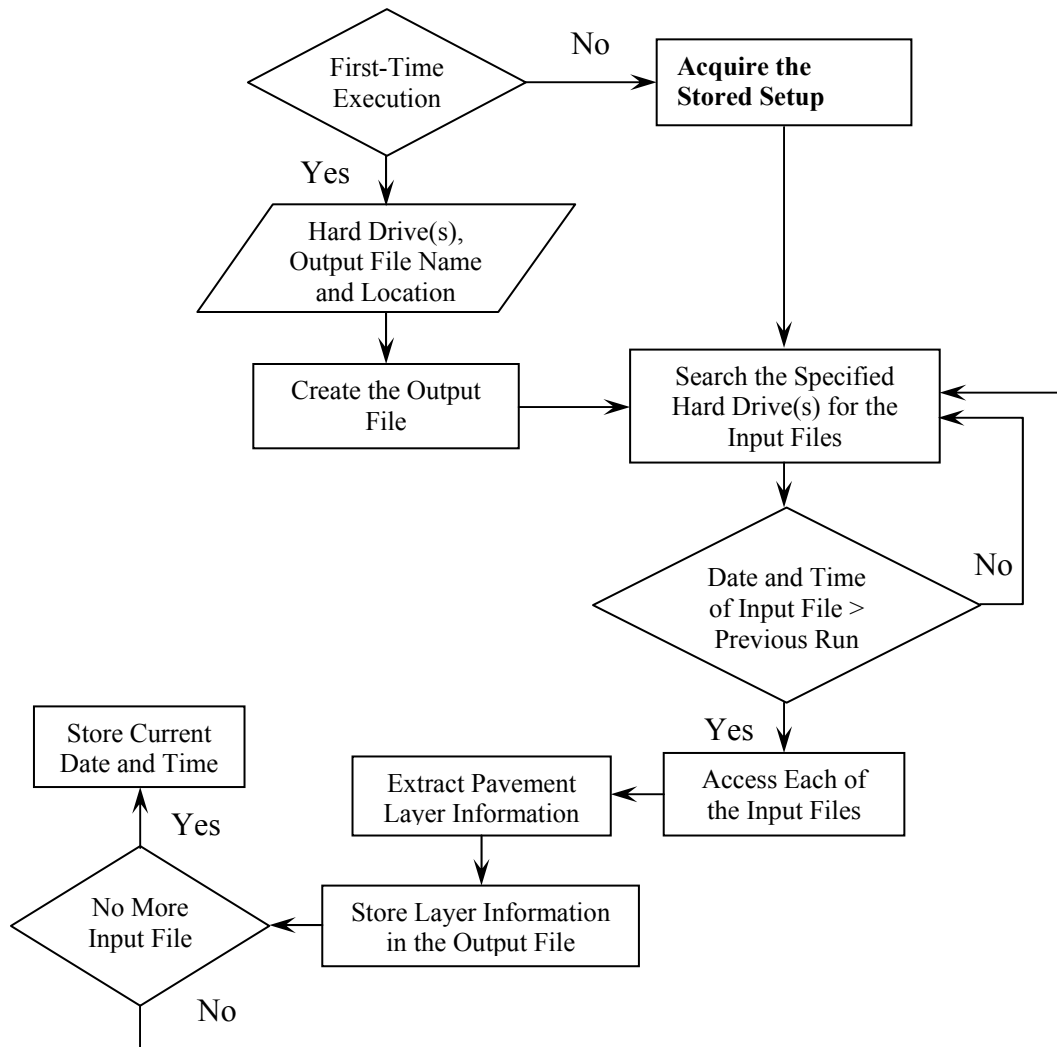 First-Time
Execution
No
Acquire the
Stored Setup
Yes
Hard Drive(s),
Output File Name
and Location
Create the Output
File
Search the Specified
Hard Drive(s) for the
Input Files
Date and Time
of Input File >
Previous Run
No
Yes
Access Each of
the Input Files
Extract Pavement
Layer Information
Store Layer Information
in the Output File
No More
Input File
Yes
Store Current
Date and Time
No